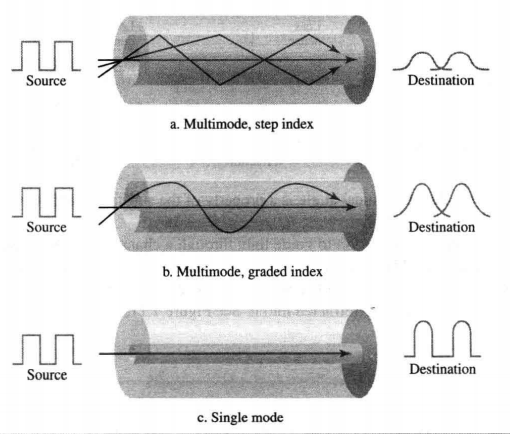 Source
Destination
a. Multimode, step index
Source
Destination
b. Multimode, graded index
Source
Destination
c. Single mode